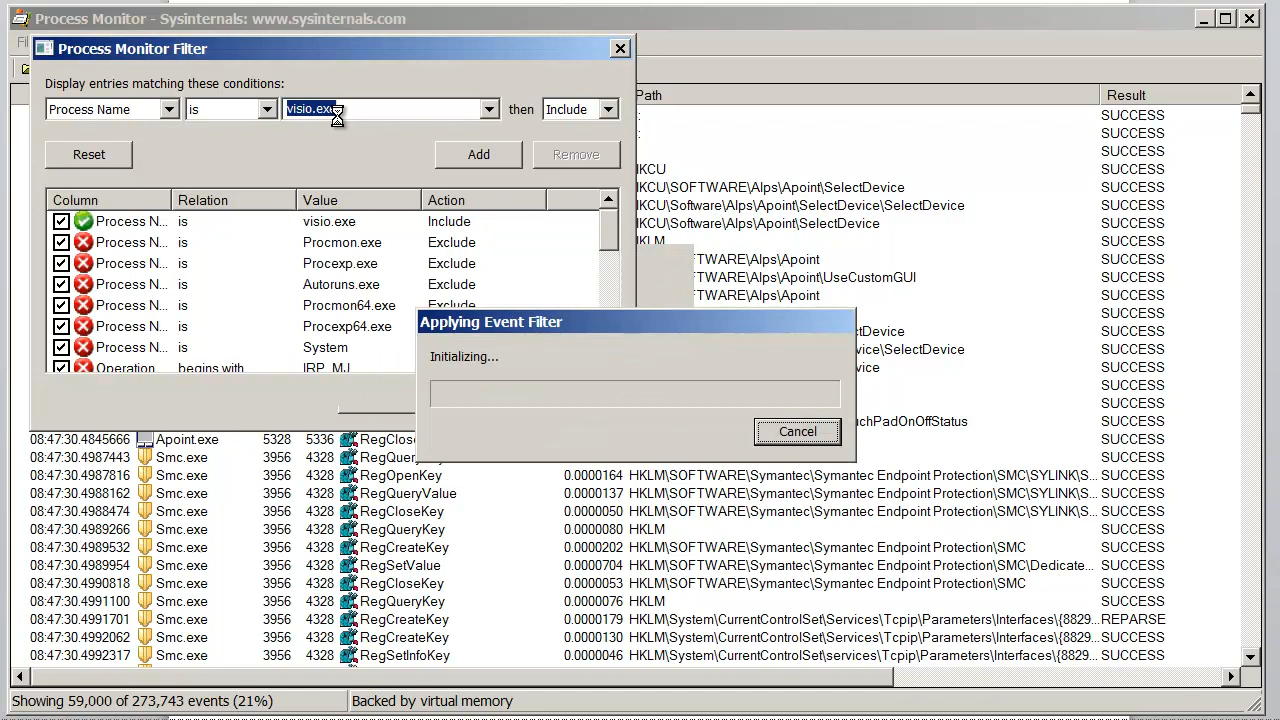 Process Monitor - Sysinternals: www.sysinternals.com
Process Monitor Filter
Display entries matching these conditions:
Process Name is visio.exe then Include
Reset Add Remove
Column Relation Value Action
Process N... is visio.exe Include
Process N... is Procmon.exe Exclude
Process N... is Procexp.exe Exclude
Process N... is Autoruns.exe Exclude
Process N... is Procmon64.exe Exclude
Process N... is Procexp64.exe
Process N... is System
Operation begins with IRP_MJ
Applying Event Filter
Initializing...
Cancel
Path Result
: SUCCESS
: SUCCESS
SUCCESS
HKCU SUCCESS
HKCU\SOFTWARE\Alps\Apoint\SelectDevice SUCCESS
HKCU\Software\Alps\Apoint\SelectDevice\SelectDevice SUCCESS
HKCU\Software\Alps\Apoint\SelectDevice SUCCESS
HKLM SUCCESS
TWARE\Alps\Apoint SUCCESS
TWARE\Alps\Apoint\UseCustomGUI SUCCESS
TWARE\Alps\Apoint SUCCESS
SUCCESS
electDevice SUCCESS
electDevice\SelectDevice SUCCESS
ce SUCCESS
SUCCESS
SUCCESS
uchPadOnOffStatus SUCCESS
08:47:30.4845666 Apoint.exe 5328 5336 RegClos SUCCESS
08:47:30.4987443 Smc.exe 3956 4328 RegQuery SUCCESS
08:47:30.4987816 Smc.exe 3956 4328 RegOpenKey 0.0000164 HKLM\SOFTWARE\Symantec\Symantec Endpoint Protection\SMC\SYLINK\S... SUCCESS
08:47:30.4988162 Smc.exe 3956 4328 RegQueryValue 0.0000137 HKLM\SOFTWARE\Symantec\Symantec Endpoint Protection\SMC\SYLINK\S... SUCCESS
08:47:30.4988474 Smc.exe 3956 4328 RegCloseKey 0.0000050 HKLM\SOFTWARE\Symantec\Symantec Endpoint Protection\SMC\SYLINK\S... SUCCESS
08:47:30.4989266 Smc.exe 3956 4328 RegQueryKey 0.0000080 HKLM SUCCESS
08:47:30.4989532 Smc.exe 3956 4328 RegCreateKey 0.0000202 HKLM\SOFTWARE\Symantec\Symantec Endpoint Protection\SMC SUCCESS
08:47:30.4989954 Smc.exe 3956 4328 RegSetValue 0.0000704 HKLM\SOFTWARE\Symantec\Symantec Endpoint Protection\SMC\Dedicate... SUCCESS
08:47:30.4990818 Smc.exe 3956 4328 RegCloseKey 0.0000053 HKLM\SOFTWARE\Symantec\Symantec Endpoint Protection\SMC SUCCESS
08:47:30.4991100 Smc.exe 3956 4328 RegQueryKey 0.0000076 HKLM SUCCESS
08:47:30.4991701 Smc.exe 3956 4328 RegCreateKey 0.0000179 HKLM\System\CurrentControlSet\Services\Tcpip\Parameters\Interfaces\{8829... REPARSE
08:47:30.4992062 Smc.exe 3956 4328 RegCreateKey 0.0000130 HKLM\System\CurrentControlSet\Services\Tcpip\Parameters\Interfaces\{8829... SUCCESS
08:47:30.4992317 Smc.exe 3956 4328 RegSetInfoKey 0.0000046 HKLM\System\CurrentControlSet\services\Tcpip\Parameters\Interfaces\{8829... SUCCESS
Showing 59,000 of 273,743 events (21%) Backed by virtual memory